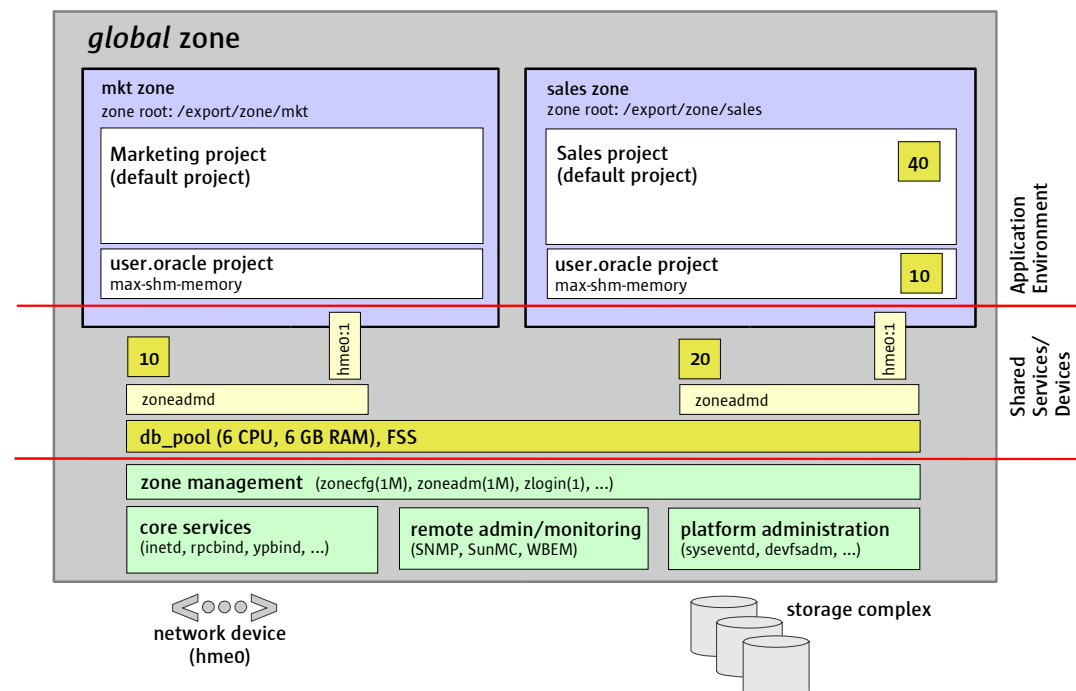 global zone
mkt zone
zone root: /export/zone/mkt
Marketing project
(default project)
user.oracle project
max-shm-memory
sales zone
zone root: /export/zone/sales
Sales project
(default project)
40
user.oracle project
max-shm-memory
10
Application
Environment
10
hme0:1
zoneadmd
20
hme0:1
zoneadmd
db_pool (6 CPU, 6 GB RAM), FSS
Shared
Services/
Devices
zone management (zonecfg(1M), zoneadm(1M), zlogin(1), ...)
core services
(inetd, rpcbind, ypbind, ...)
remote admin/monitoring
(SNMP, SunMC, WBEM)
platform administration
(syseventd, devfsadm, ...)
network device
(hme0)
storage complex